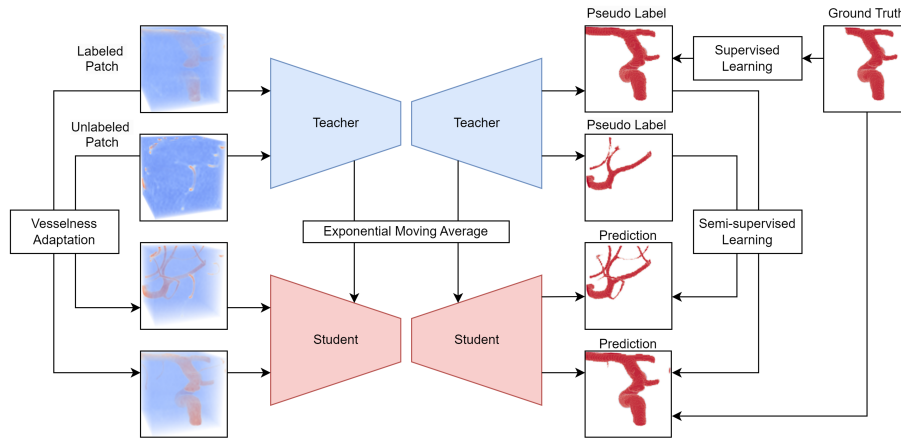 Pseudo Label
Ground Truth
Labeled
Patch
Supervised
Learning
Teacher
Teacher
Unlabeled
Patch
Pseudo Label
Vesselness
Adaptation
Exponential Moving Average
Semi-supervised
Learning
Prediction
Student
Student
Prediction